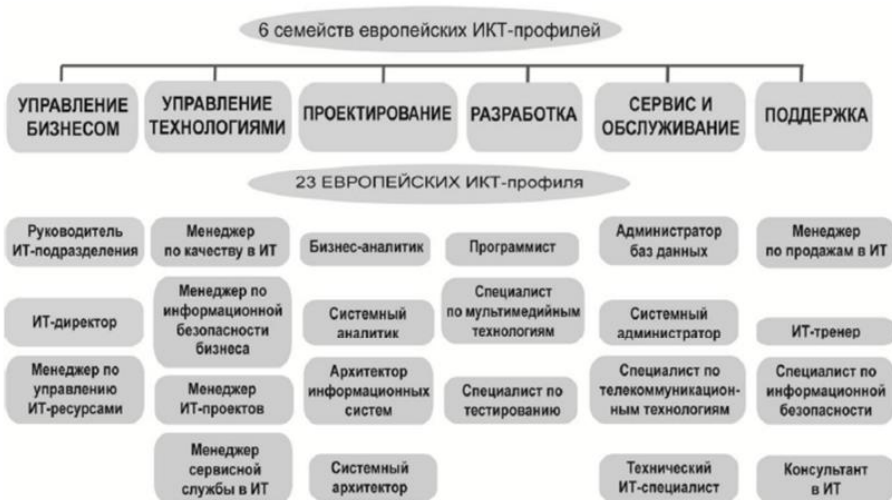 6 семейств европейских ИКТ-профилей
УПРАВЛЕНИЕ
БИЗНЕСОМ
УПРАВЛЕНИЕ
ТЕХНОЛОГИЯМИ
ПРОЕКТИРОВАНИЕ
РАЗРАБОТКА
СЕРВИС И
ОБСЛУЖИВАНИЕ
ПОДДЕРЖКА
23 ЕВРОПЕЙСКИХ ИКТ-профиля
Руководитель
ИТ-подразделения
Менеджер
по качеству в ИТ
Бизнес-аналитик
Программист
Администратор
баз данных
Менеджер
по продажам в ИТ
ИТ-директор
Менеджер по
информационной
безопасности
бизнеса
Системный
аналитик
Специалист
по мультимедийным
технологиям
Системный
администратор
ИТ-тренер
Менеджер по
управлению
ИТ-ресурсами
Менеджер
ИТ-проектов
Архитектор
информационных
систем
Специалист по
тестированию
Специалист по
телекоммуникацион-
ным технологиям
Специалист по
информационной
безопасности
Менеджер
сервисной
службы в ИТ
Системный
архитектор
Технический
ИТ-специалист
Консультант
в ИТ